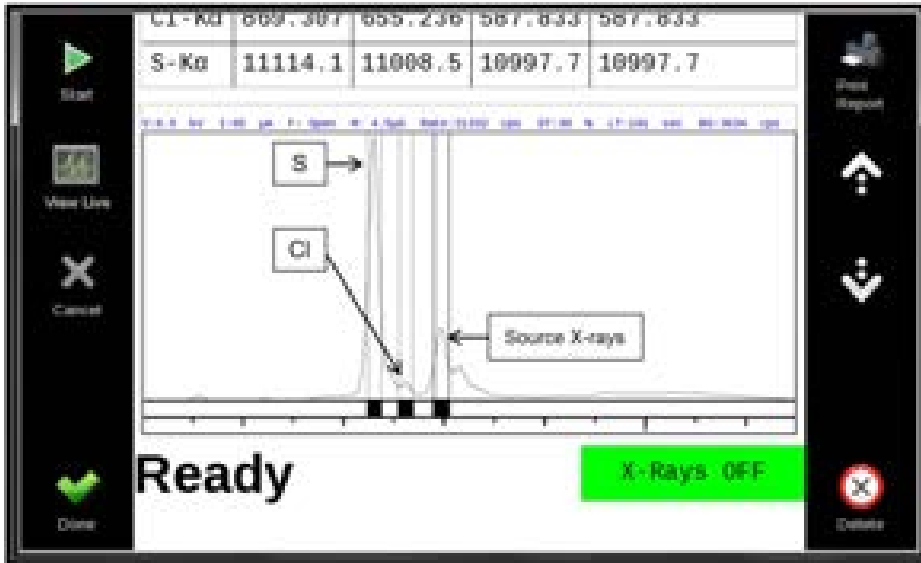 Cl-Kα 869.307 655.236 587.833 587.833
S-Kα 11114.1 11008.5 10997.7 10997.7
S
Cl
Source X-rays
Start
View Live
Cancel
Done
Print
Report
Delete
Ready
X-Rays OFF